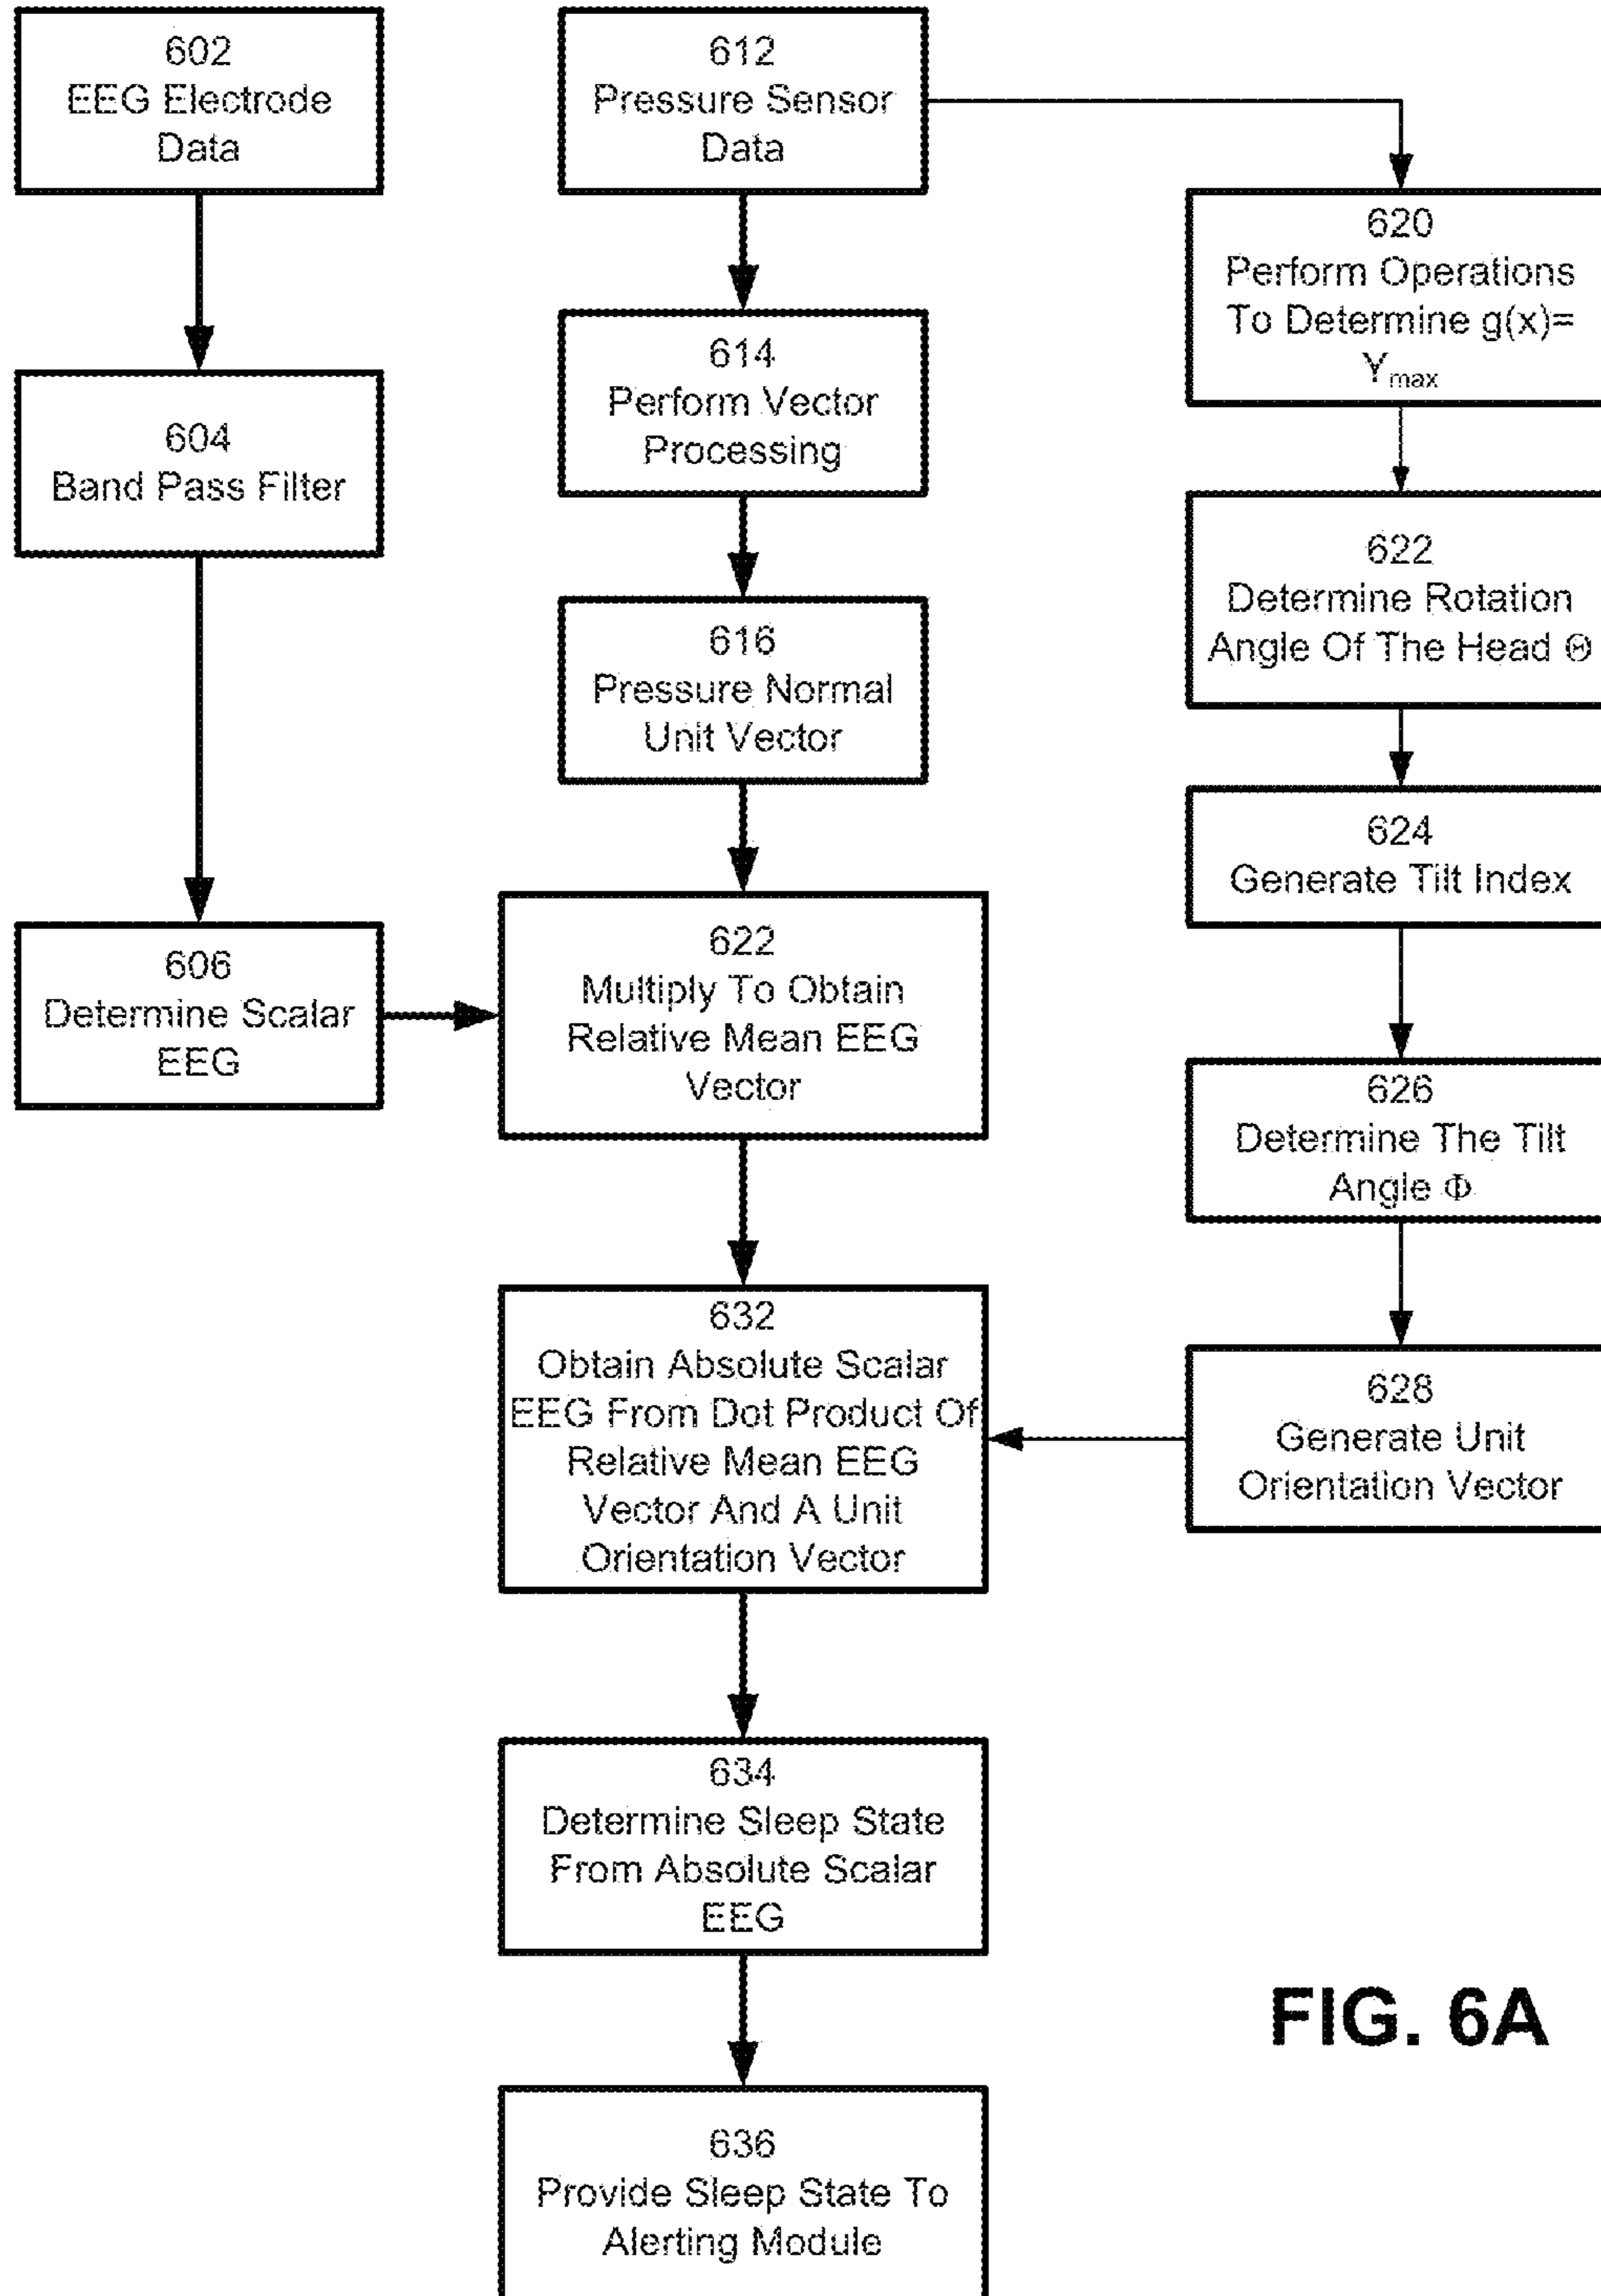 602
EEG Electrode
Data
604
Band Pass Filter
606
Determine Scalar
EEG
612
Pressure Sensor
Data
614
Perform Vector
Processing
616
Pressure Normal
Unit Vector
622
Multiply To Obtain
Relative Mean EEG
Vector
620
Perform Operations
To Determine g(x)=
Ymax
622
Determine Rotation
Angle Of The Head Θ
624
Generate Tilt Index
626
Determine The Tilt
Angle Φ
628
Generate Unit
Orientation Vector
632
Obtain Absolute Scalar
EEG From Dot Product Of
Relative Mean EEG
Vector And A Unit
Orientation Vector
634
Determine Sleep State
From Absolute Scalar
EEG
636
Provide Sleep State To
Alerting Module
FIG. 6A